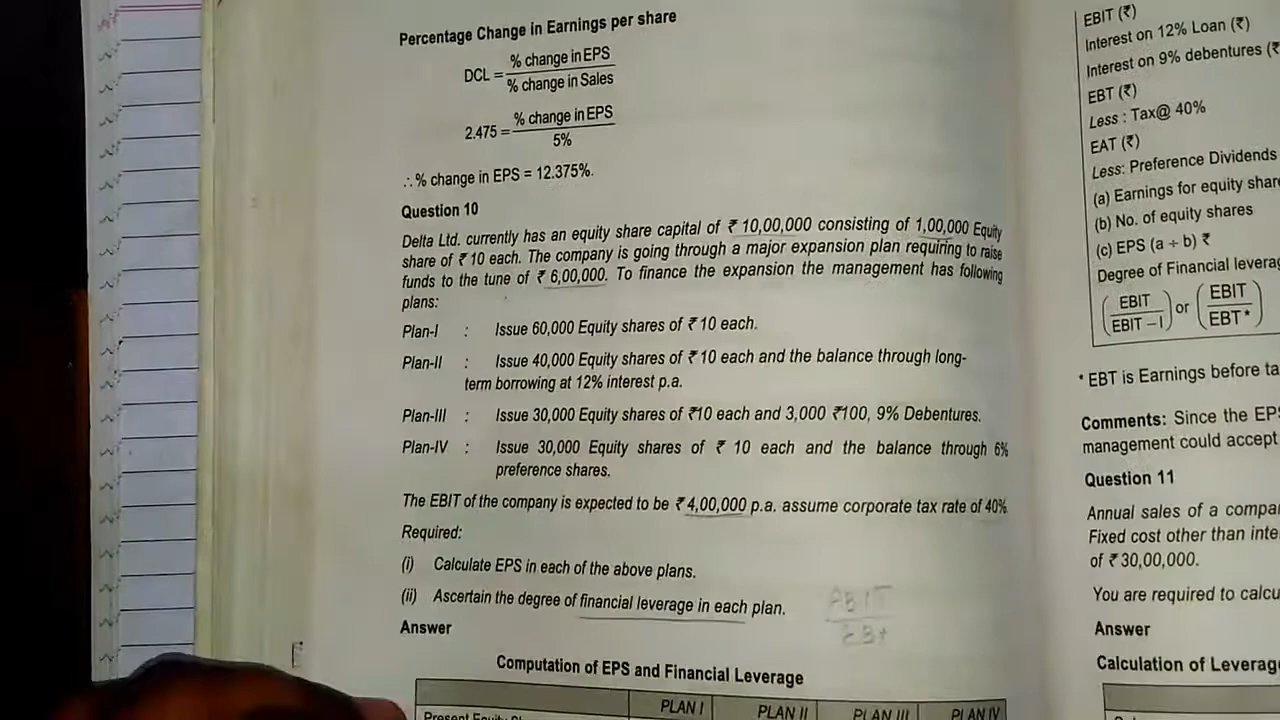 Percentage Change in Earnings per share
DCL = % change in EPS / % change in Sales
2.475 = % change in EPS / 5%
∴ % change in EPS = 12.375%.
Question 10
Delta Ltd. currently has an equity share capital of ₹ 10,00,000 consisting of 1,00,000 Equity
share of ₹ 10 each. The company is going through a major expansion plan requiring to raise
funds to the tune of ₹ 6,00,000. To finance the expansion the management has following
plans:
Plan-I : Issue 60,000 Equity shares of ₹ 10 each.
Plan-II : Issue 40,000 Equity shares of ₹ 10 each and the balance through long-
term borrowing at 12% interest p.a.
Plan-III : Issue 30,000 Equity shares of ₹10 each and 3,000 ₹100, 9% Debentures.
Plan-IV : Issue 30,000 Equity shares of ₹ 10 each and the balance through 6%
preference shares.
The EBIT of the company is expected to be ₹ 4,00,000 p.a. assume corporate tax rate of 40%
Required:
(i) Calculate EPS in each of the above plans.
(ii) Ascertain the degree of financial leverage in each plan.
Answer
Computation of EPS and Financial Leverage
PLAN I PLAN II PLAN III PLAN IV
Present Equity
EBIT (₹)
Interest on 12% Loan (₹)
Interest on 9% debentures (₹
EBT (₹)
Less : Tax@ 40%
EAT (₹)
Less: Preference Dividends
(a) Earnings for equity share
(b) No. of equity shares
(c) EPS (a ÷ b) ₹
Degree of Financial leverag
(EBIT / EBIT – I) or (EBIT / EBT*)
* EBT is Earnings before ta
Comments: Since the EPS
management could accept
Question 11
Annual sales of a compan
Fixed cost other than inte
of ₹ 30,00,000.
You are required to calcu
Answer
Calculation of Leverag